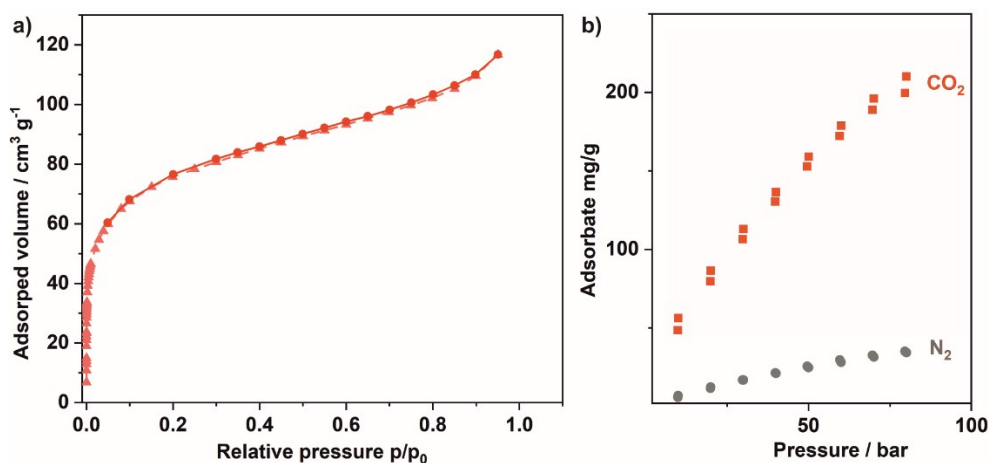 a)
Adsorped volume / cm³ g⁻¹
120
100
80
60
40
20
0
0.0 0.2 0.4 0.6 0.8 1.0
Relative pressure p/p₀
b)
Adsorbate mg/g
200
100
CO₂
N₂
50 100
Pressure / bar